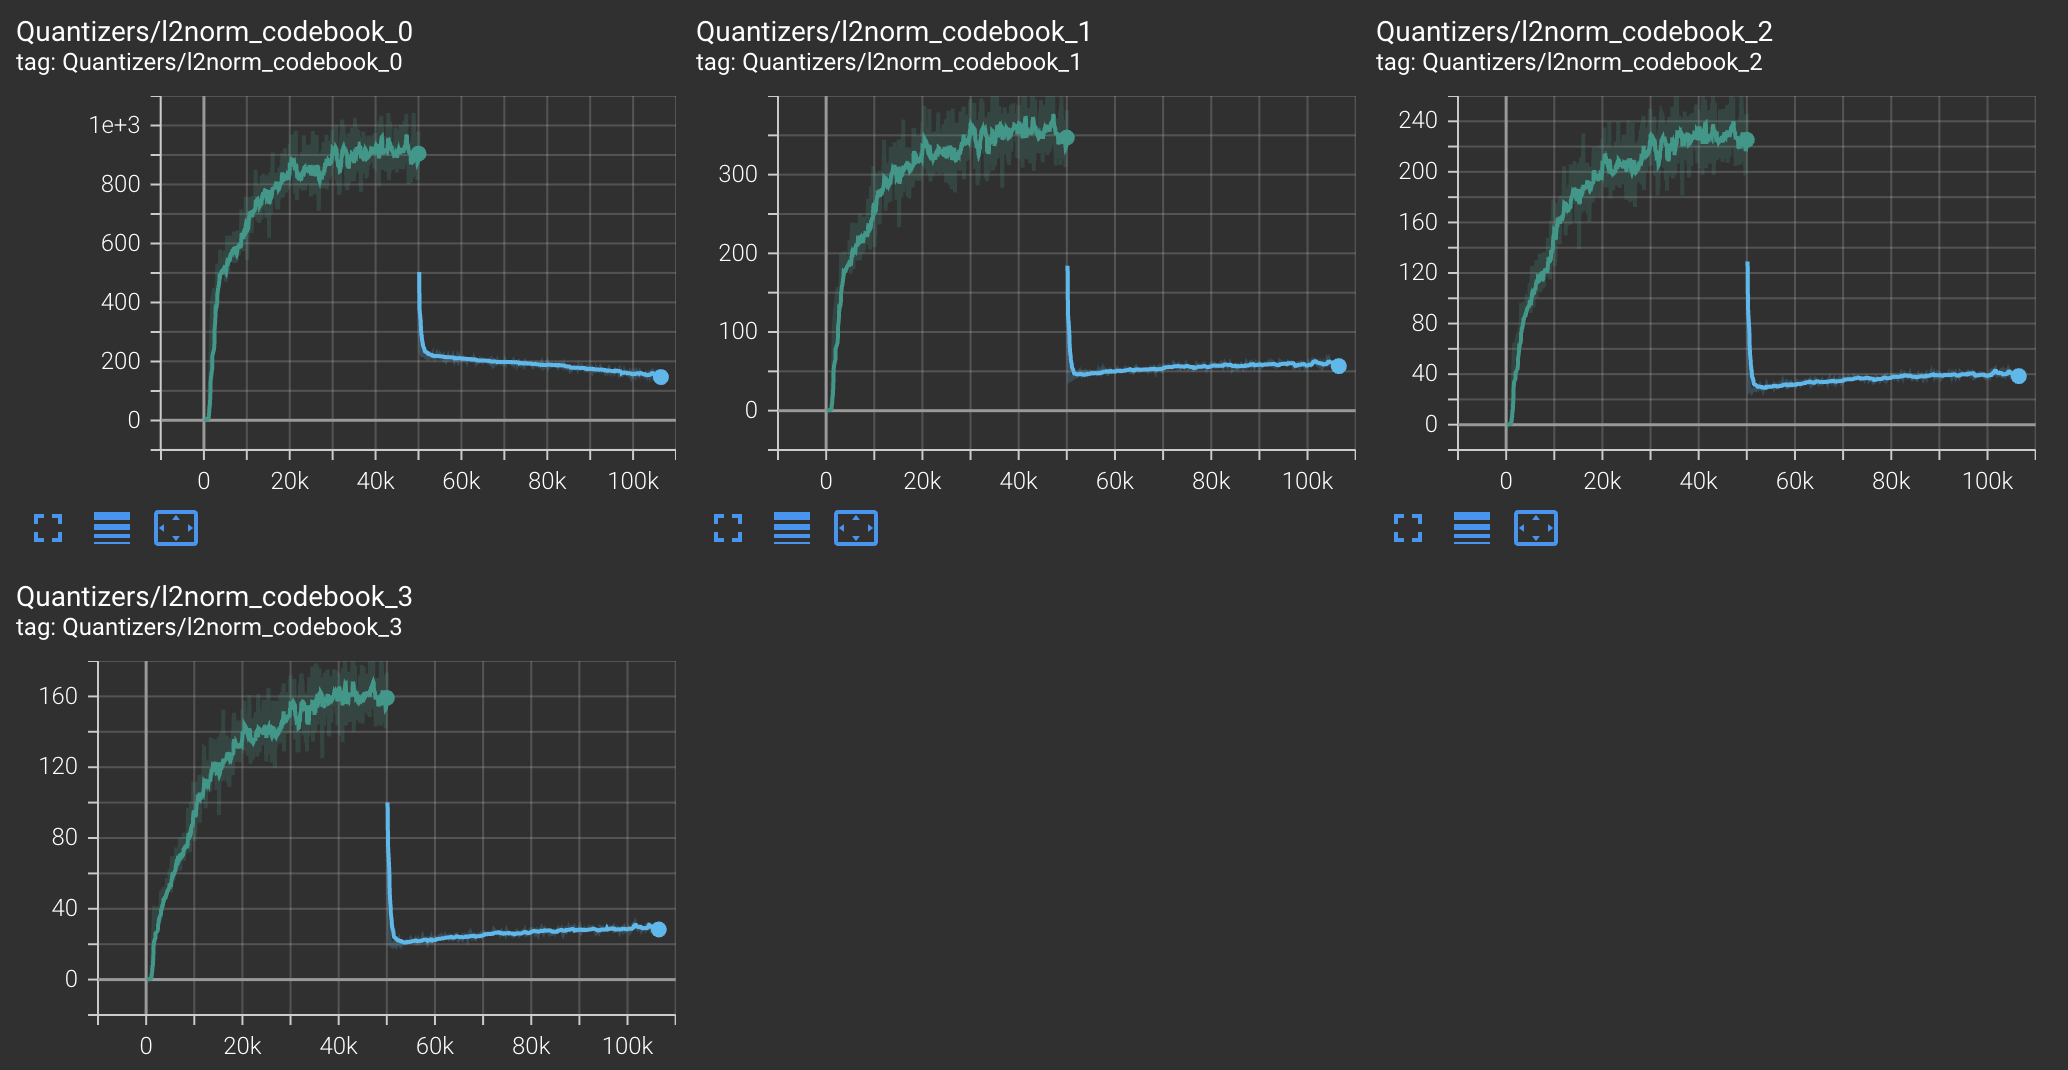 Quantizers/l2norm_codebook_0
tag: Quantizers/l2norm_codebook_0
1e+3
800
600
400
200
0
0 20k 40k 60k 80k 100k
Quantizers/l2norm_codebook_1
tag: Quantizers/l2norm_codebook_1
300
200
100
0
0 20k 40k 60k 80k 100k
Quantizers/l2norm_codebook_2
tag: Quantizers/l2norm_codebook_2
240
200
160
120
80
40
0
0 20k 40k 60k 80k 100k
Quantizers/l2norm_codebook_3
tag: Quantizers/l2norm_codebook_3
160
120
80
40
0
0 20k 40k 60k 80k 100k